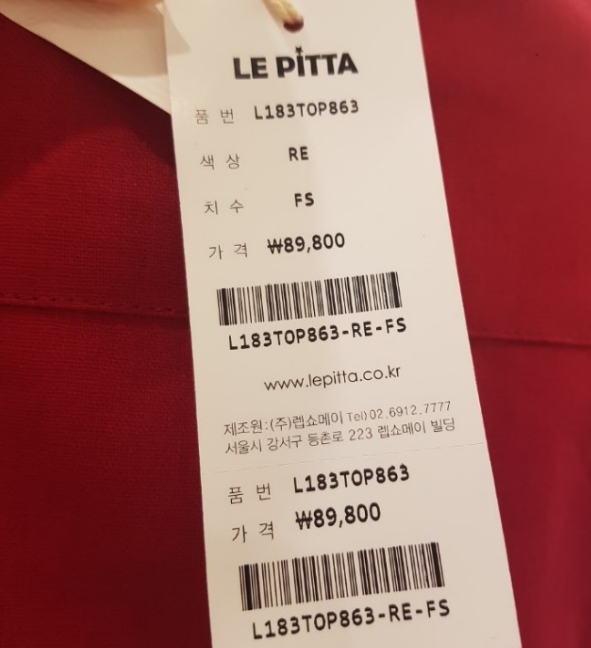 LE PITTA
품 번 L183TOP863
색 상 RE
치 수 FS
가 격 ₩89,800
L183TOP863-RE-FS
www.lepitta.co.kr
제조원:(주)렙쇼메이 Tel)02.6912.7777
서울시 강서구 등촌로 223 렙쇼메이 빌딩
품 번 L183TOP863
가 격 ₩89,800
L183TOP863-RE-FS